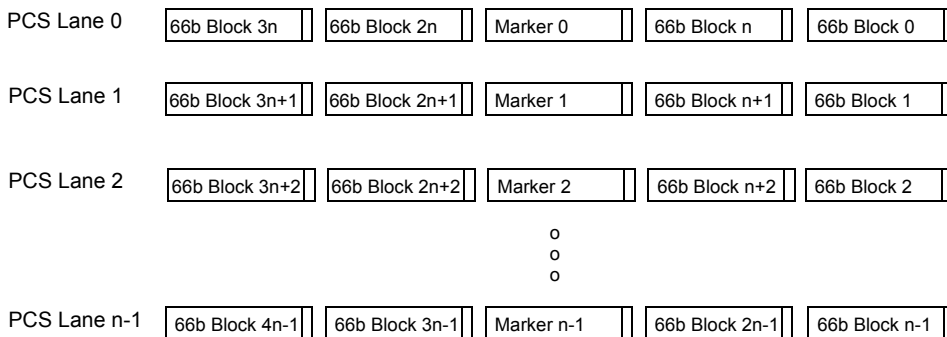 PCS Lane 0 66b Block 3n 66b Block 2n Marker 0 66b Block n 66b Block 0
PCS Lane 1 66b Block 3n+1 66b Block 2n+1 Marker 1 66b Block n+1 66b Block 1
PCS Lane 2 66b Block 3n+2 66b Block 2n+2 Marker 2 66b Block n+2 66b Block 2
o
o
o
PCS Lane n-1 66b Block 4n-1 66b Block 3n-1 Marker n-1 66b Block 2n-1 66b Block n-1